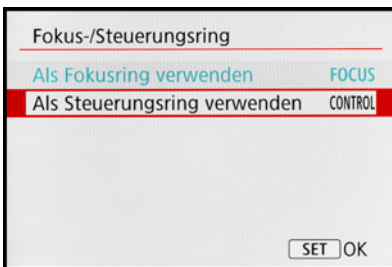 Fokus-/Steuerungsring
Als Fokusring verwenden FOCUS
Als Steuerungsring verwenden CONTROL
SET OK